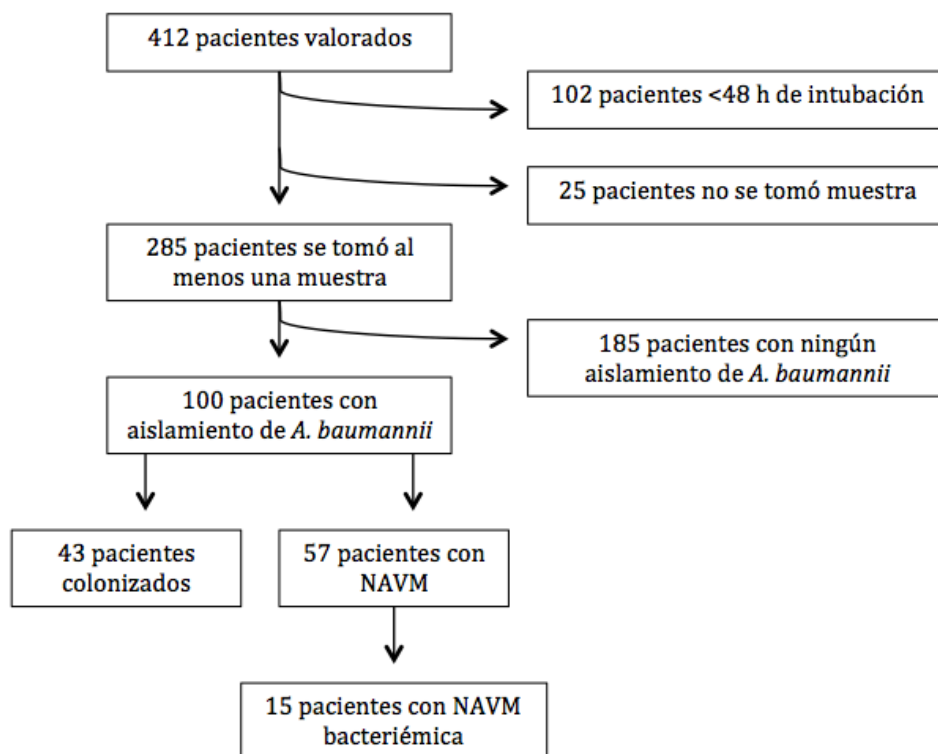 412 pacientes valorados
102 pacientes <48 h de intubación
25 pacientes no se tomó muestra
285 pacientes se tomó al
menos una muestra
185 pacientes con ningún
aislamiento de A. baumannii
100 pacientes con
aislamiento de A. baumannii
43 pacientes
colonizados
57 pacientes con
NAVM
15 pacientes con NAVM
bacteriémica